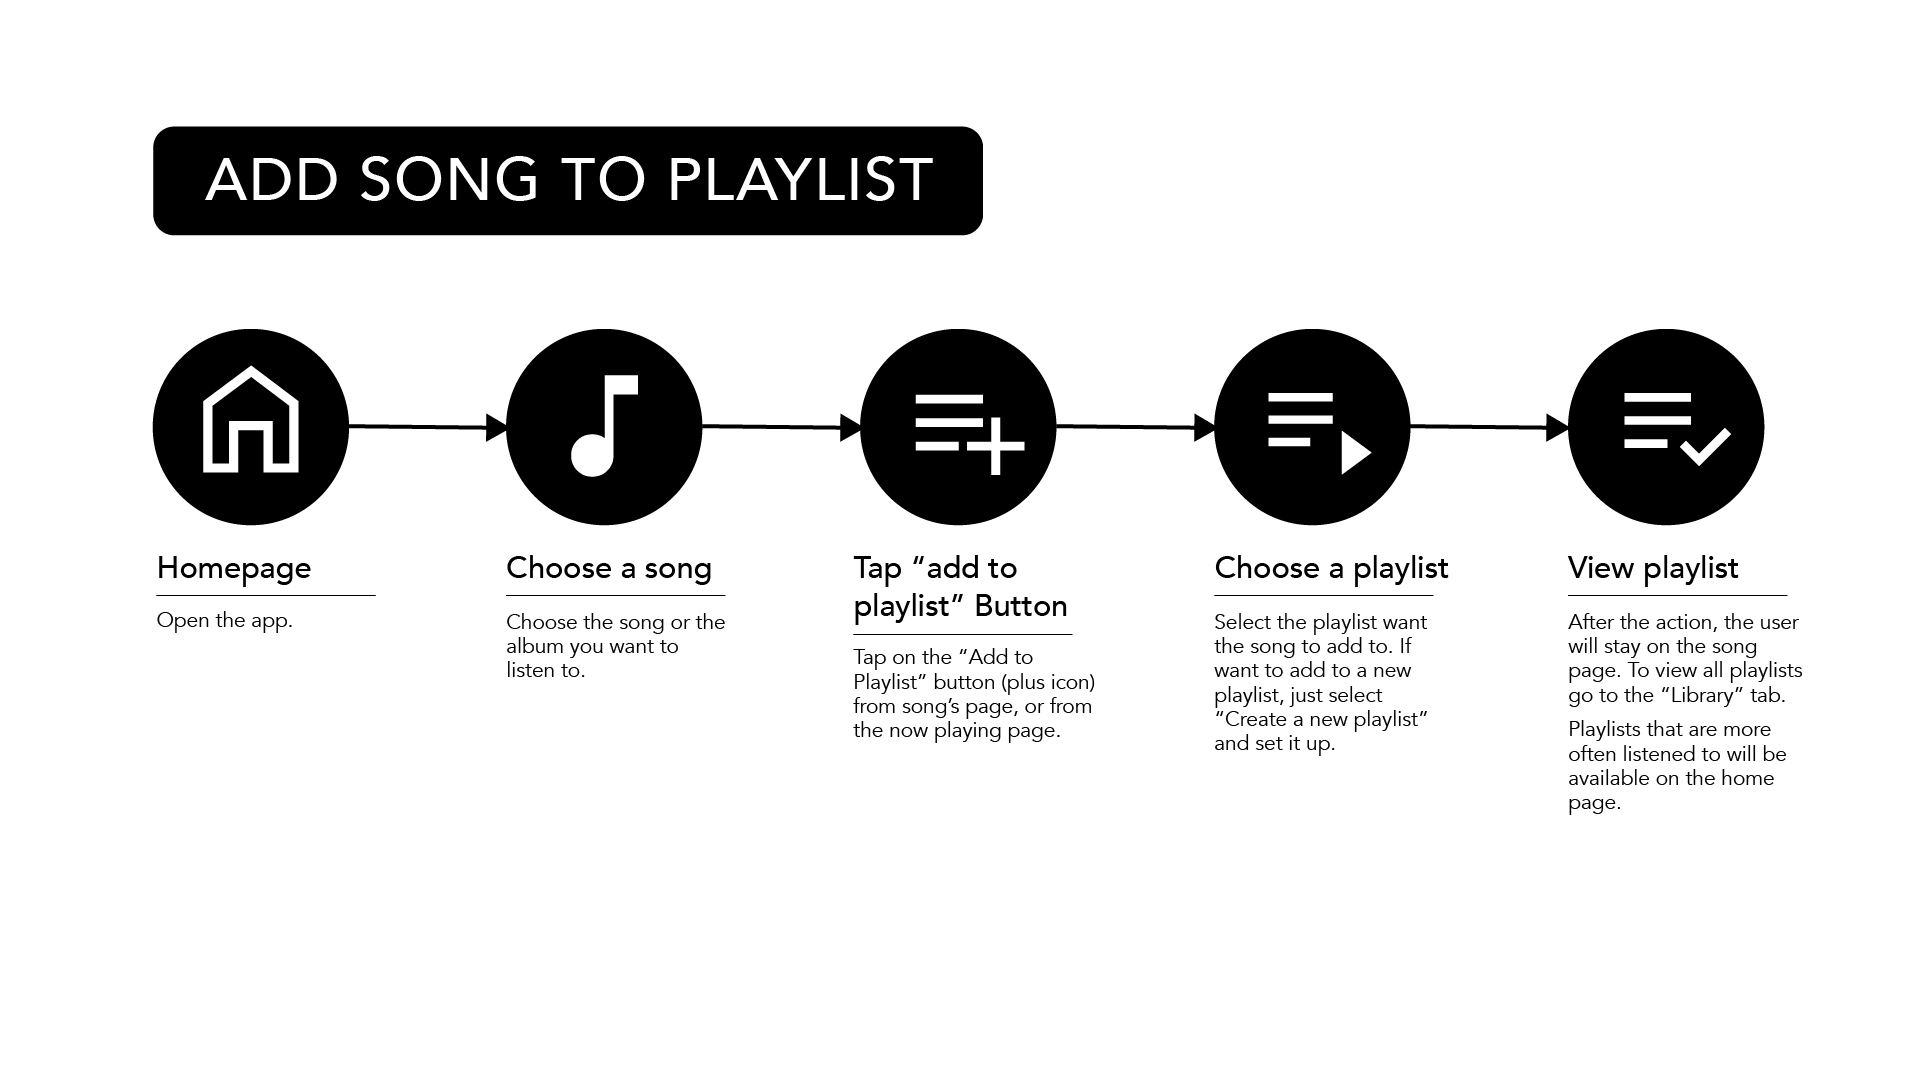 ADD SONG TO PLAYLIST
Homepage
Open the app.
Choose a song
Choose the song or the
album you want to
listen to.
Tap “add to
playlist” Button
Tap on the “Add to
Playlist” button (plus icon)
from song’s page, or from
the now playing page.
Choose a playlist
Select the playlist want
the song to add to. If
want to add to a new
playlist, just select
“Create a new playlist”
and set it up.
View playlist
After the action, the user
will stay on the song
page. To view all playlists
go to the “Library” tab.
Playlists that are more
often listened to will be
available on the home
page.